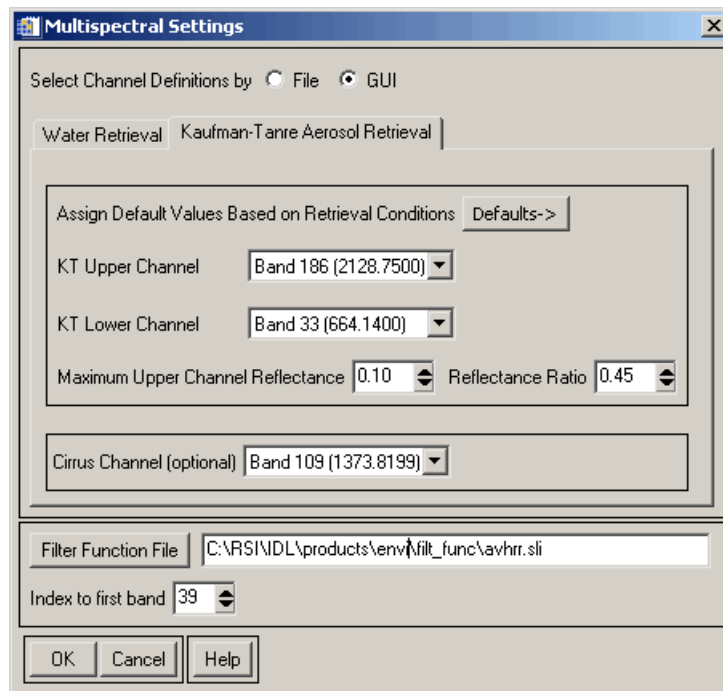 Multispectral Settings
Select Channel Definitions by File GUI
Water Retrieval Kaufman-Tanre Aerosol Retrieval
Assign Default Values Based on Retrieval Conditions Defaults->
KT Upper Channel Band 186 (2128.7500)
KT Lower Channel Band 33 (664.1400)
Maximum Upper Channel Reflectance 0.10 Reflectance Ratio 0.45
Cirrus Channel (optional) Band 109 (1373.8199)
Filter Function File C:\RSI\IDL\products\envi\filt_func\avhrr.sli
Index to first band 39
OK Cancel Help